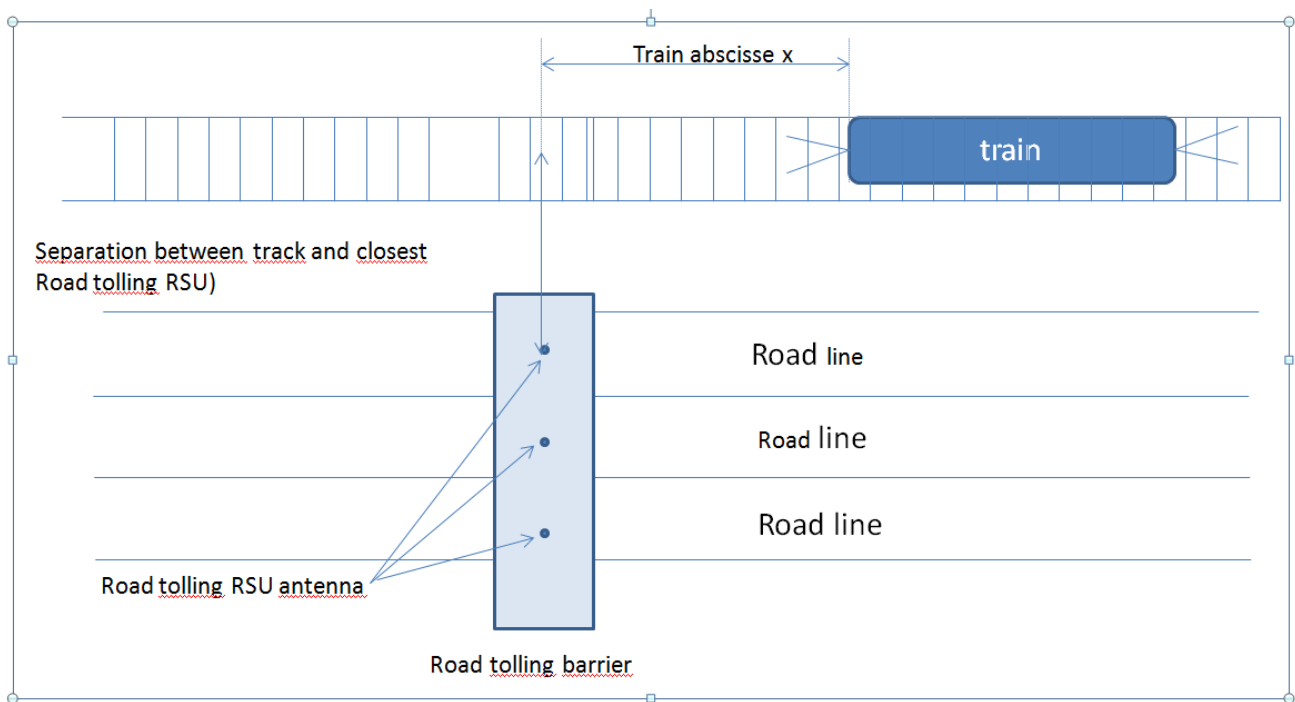 Train abscisse x
train
Separation between track and closest
Road tolling RSU)
Road line
Road line
Road line
Road tolling RSU antenna
Road tolling barrier